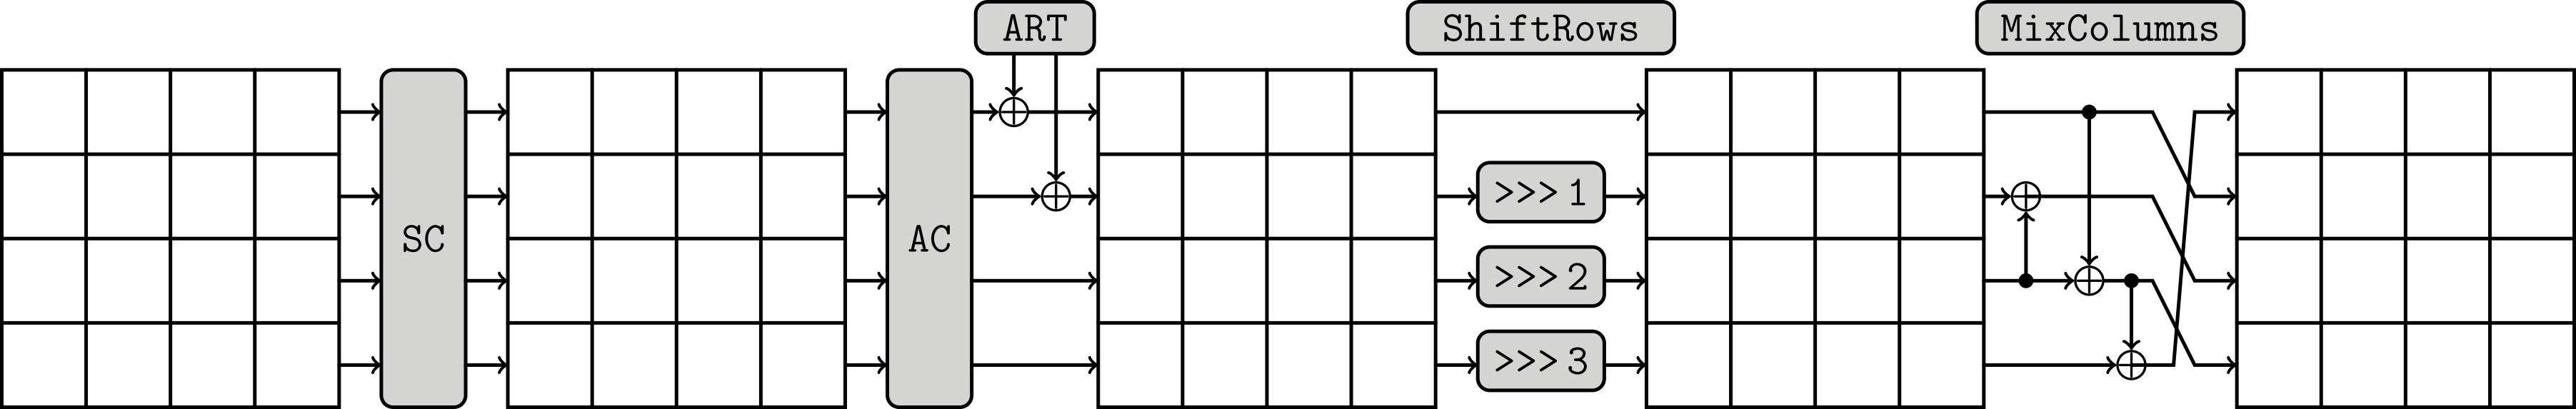 ART
ShiftRows
MixColumns
SC
AC
>>> 1
>>> 2
>>> 3